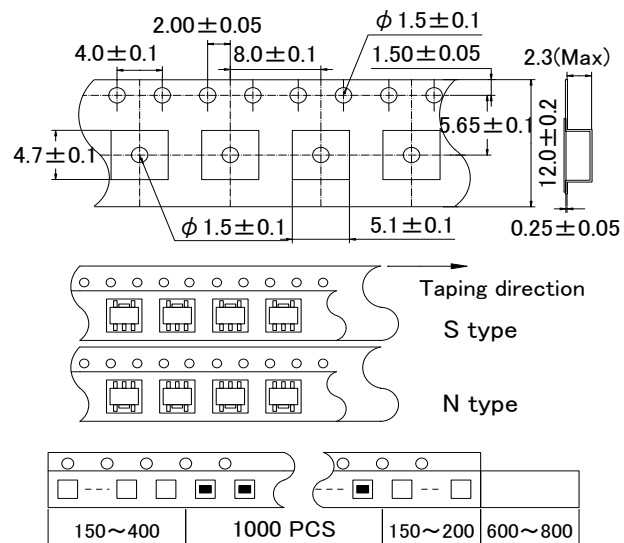 2.00±0.05
φ1.5±0.1
4.0±0.1
8.0±0.1
1.50±0.05
2.3(Max)
5.65±0.1
12.0±0.2
4.7±0.1
φ1.5±0.1
5.1±0.1
0.25±0.05
Taping direction
S type
N type
150～400
1000 PCS
150～200
600～800